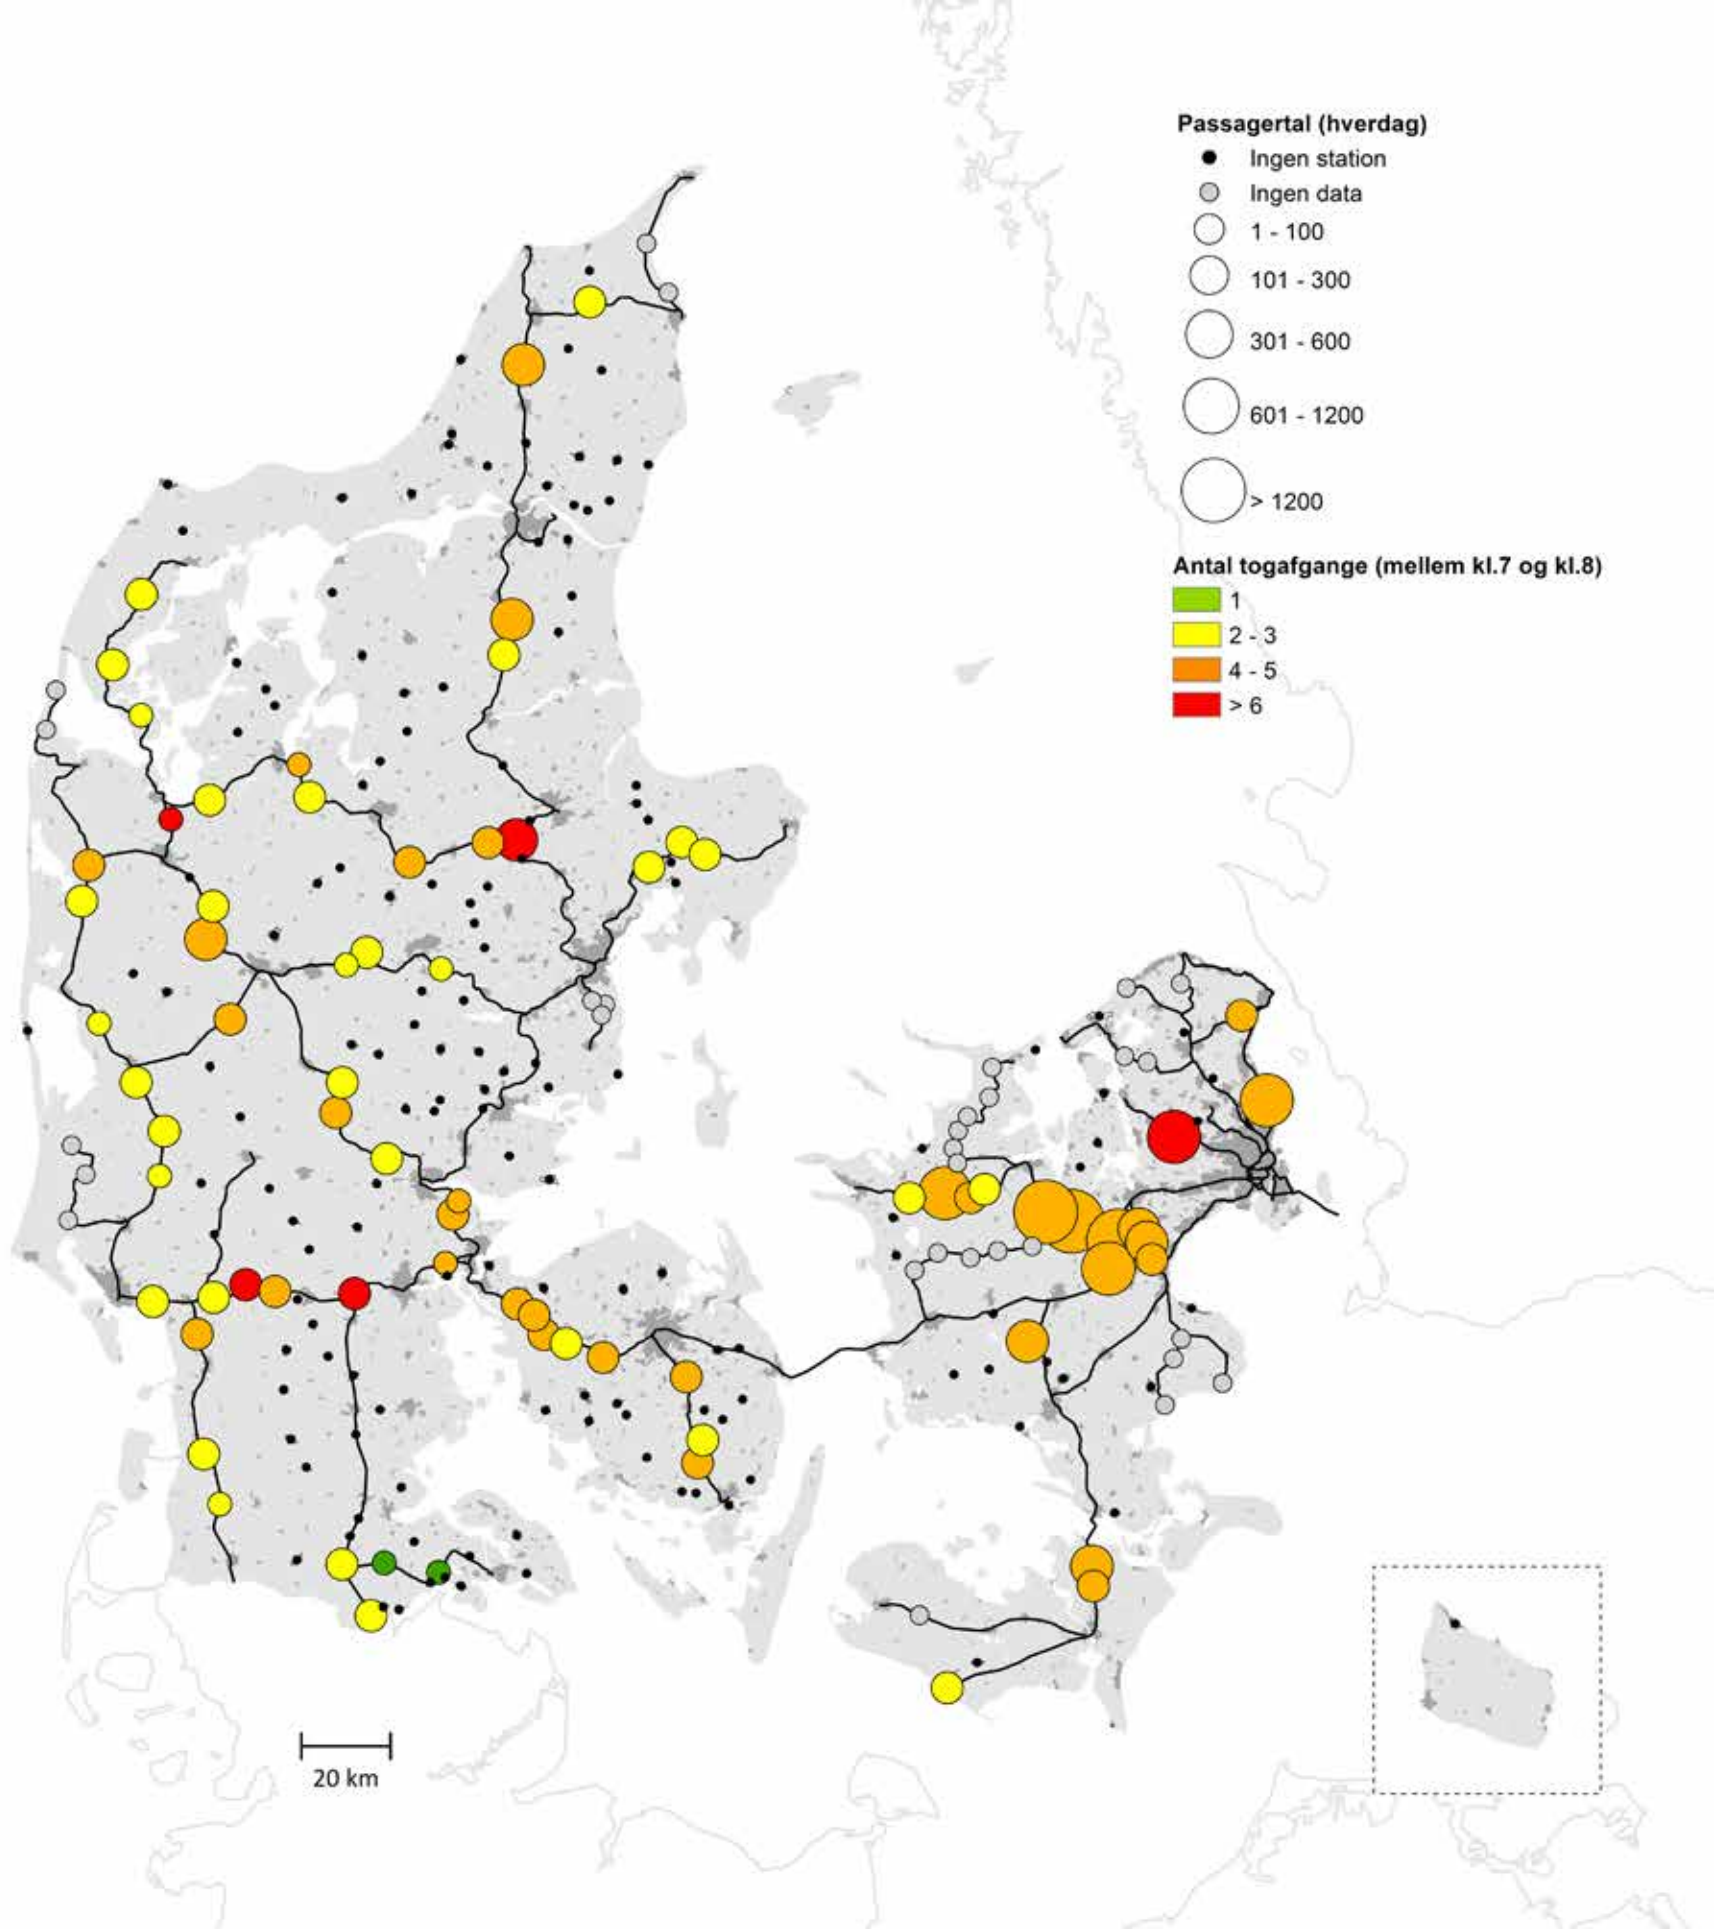 Passagertal (hverdag)
Ingen station
Ingen data
1 - 100
101 - 300
301 - 600
601 - 1200
> 1200
Antal togafgange (mellem kl.7 og kl.8)
1
2 - 3
4 - 5
> 6
20 km